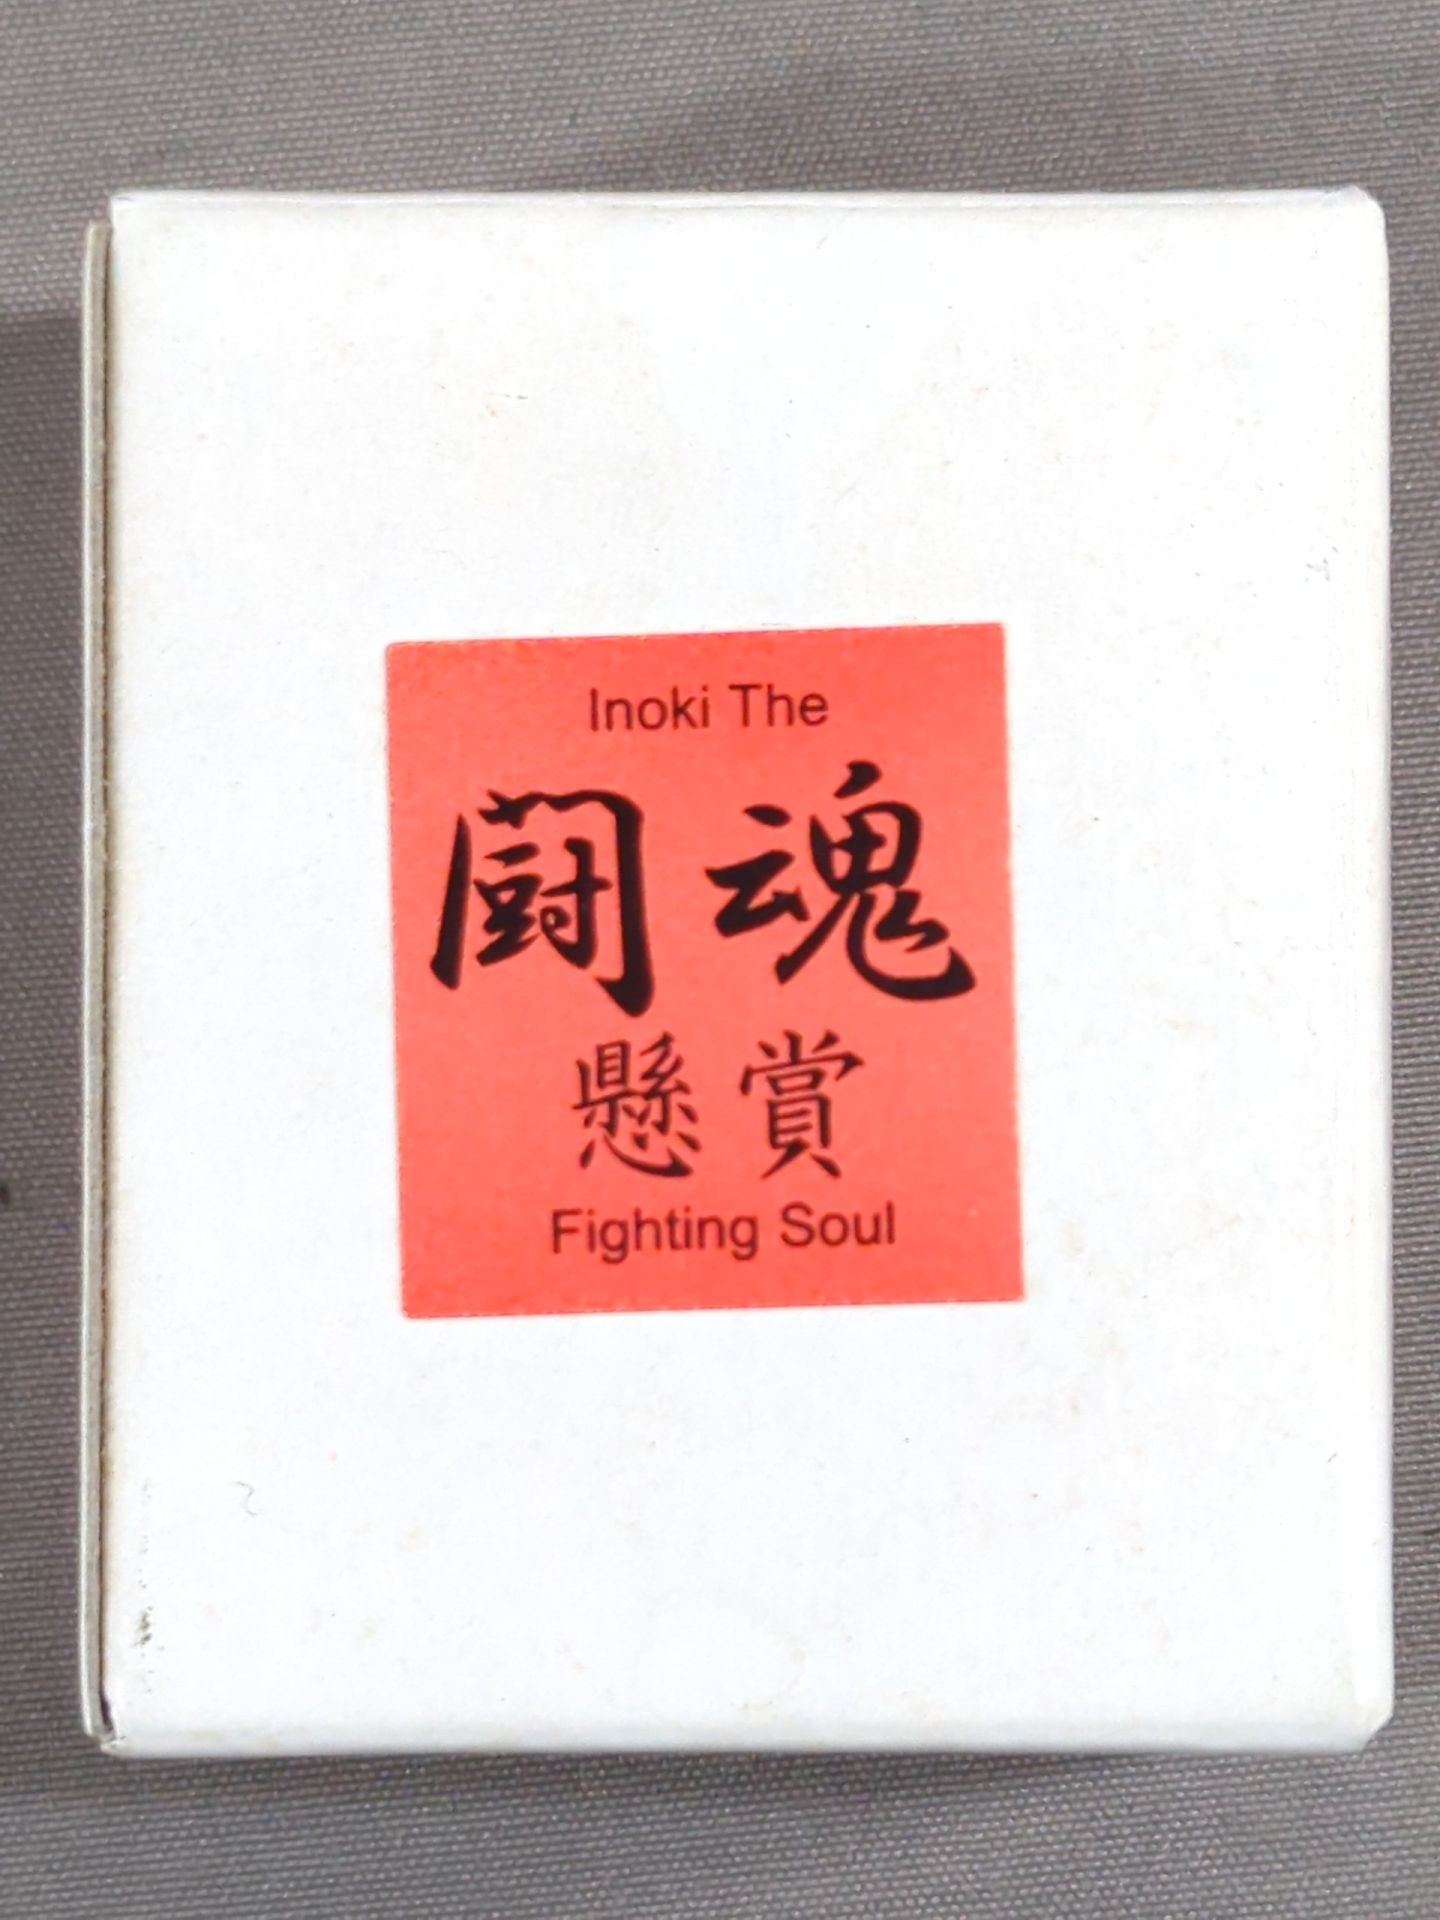 Inoki The
闘魂
懸賞
Fighting Soul